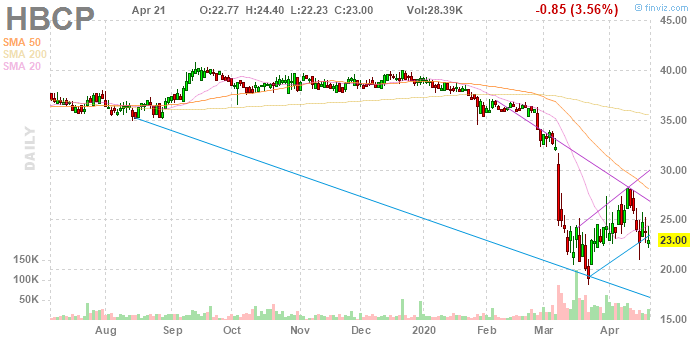 HBCP Apr 21 O:22.77 H:24.40 L:22.23 C:23.00 Vol:28.39K -0.85 (3.56%)
© finviz.com
SMA 50
SMA 200
SMA 20
DAILY
45.00
40.00
35.00
30.00
25.00
23.00
20.00
15.00
150K
100K
50K
Aug Sep Oct Nov Dec 2020 Feb Mar Apr